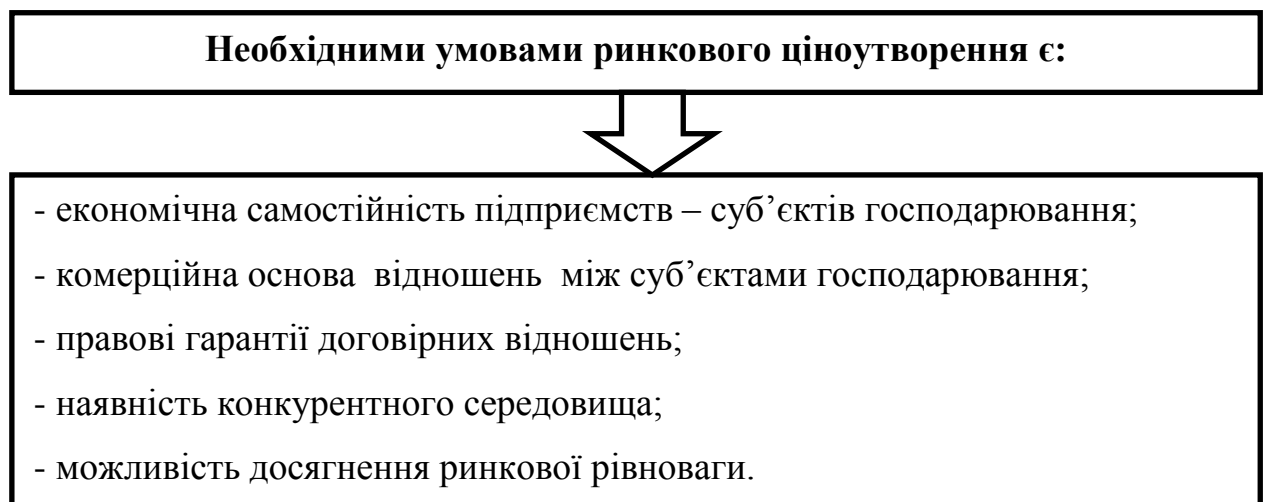 Необхідними умовами ринкового ціноутворення є:
- економічна самостійність підприємств – суб’єктів господарювання;
- комерційна основа відношень між суб’єктами господарювання;
- правові гарантії договірних відношень;
- наявність конкурентного середовища;
- можливість досягнення ринкової рівноваги.